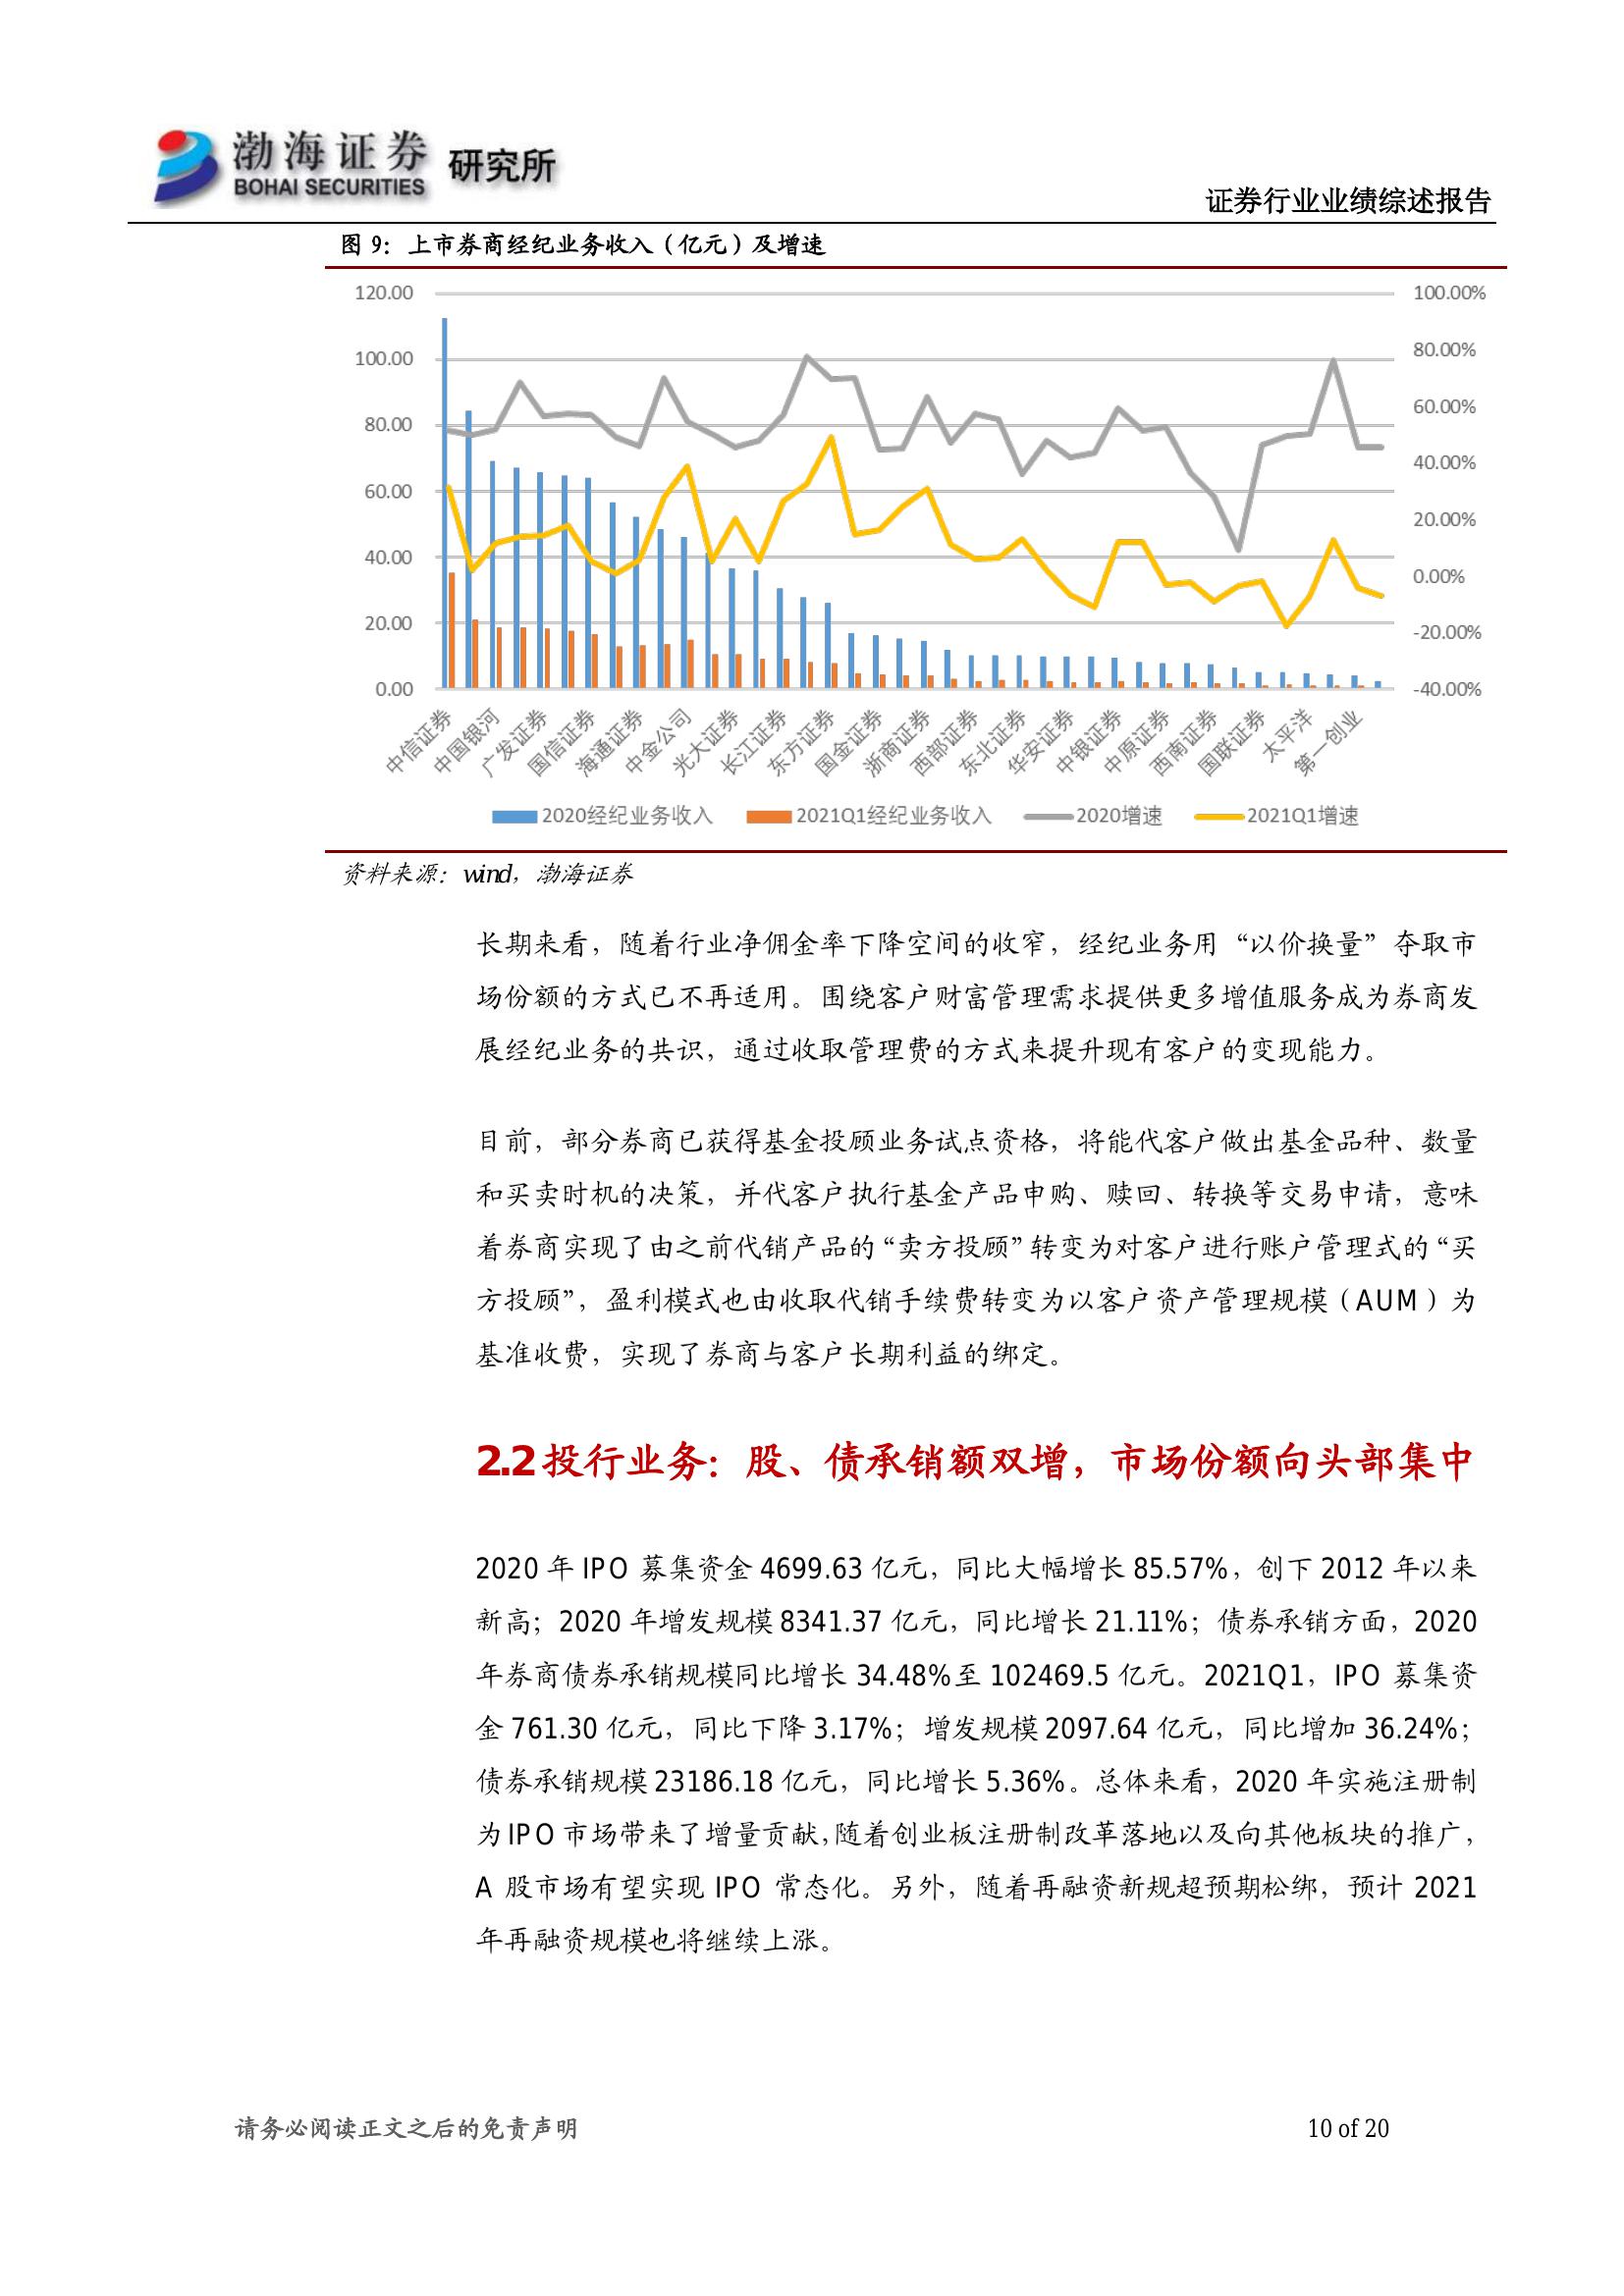 渤海证券 研究所
BOHAI SECURITIES
证券行业业绩综述报告
图 9：上市券商经纪业务收入（亿元）及增速
120.00
100.00
80.00
60.00
40.00
20.00
0.00
100.00%
80.00%
60.00%
40.00%
20.00%
0.00%
-20.00%
-40.00%
中信证券
中国银河
广发证券
国信证券
海通证券
中金公司
光大证券
长江证券
东方证券
国金证券
浙商证券
西部证券
东北证券
华安证券
中银证券
中原证券
西南证券
国联证券
太平洋
第一创业
2020经纪业务收入 2021Q1经纪业务收入 2020增速 2021Q1增速
资料来源：wind，渤海证券
长期来看，随着行业净佣金率下降空间的收窄，经纪业务用“以价换量”夺取市
场份额的方式已不再适用。围绕客户财富管理需求提供更多增值服务成为券商发
展经纪业务的共识，通过收取管理费的方式来提升现有客户的变现能力。
目前，部分券商已获得基金投顾业务试点资格，将能代客户做出基金品种、数量
和买卖时机的决策，并代客户执行基金产品申购、赎回、转换等交易申请，意味
着券商实现了由之前代销产品的“卖方投顾”转变为对客户进行账户管理式的“买
方投顾”，盈利模式也由收取代销手续费转变为以客户资产管理规模（AUM）为
基准收费，实现了券商与客户长期利益的绑定。
2.2 投行业务：股、债承销额双增，市场份额向头部集中
2020 年 IPO 募集资金 4699.63 亿元，同比大幅增长 85.57%，创下 2012 年以来
新高；2020 年增发规模 8341.37 亿元，同比增长 21.11%；债券承销方面，2020
年券商债券承销规模同比增长 34.48%至 102469.5 亿元。2021Q1，IPO 募集资
金 761.30 亿元，同比下降 3.17%；增发规模 2097.64 亿元，同比增加 36.24%；
债券承销规模 23186.18 亿元，同比增长 5.36%。总体来看，2020 年实施注册制
为 IPO 市场带来了增量贡献,随着创业板注册制改革落地以及向其他板块的推广，
A 股市场有望实现 IPO 常态化。另外，随着再融资新规超预期松绑，预计 2021
年再融资规模也将继续上涨。
请务必阅读正文之后的免责声明
10 of 20